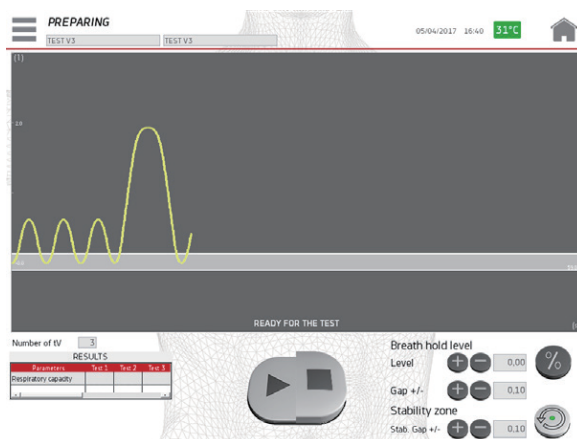 PREPARING
TEST V3 TEST V3
05/04/2017 16:40 31°C
(1)
2,0
READY FOR THE TEST
Number of tV 3
RESULTS
Parameters Test 1 Test 2 Test 3
Respiratory capacity
Breath hold level
Level + - 0,00 %
Gap +/- + - 0,10
Stability zone
Stab. Gap +/- + - 0,10